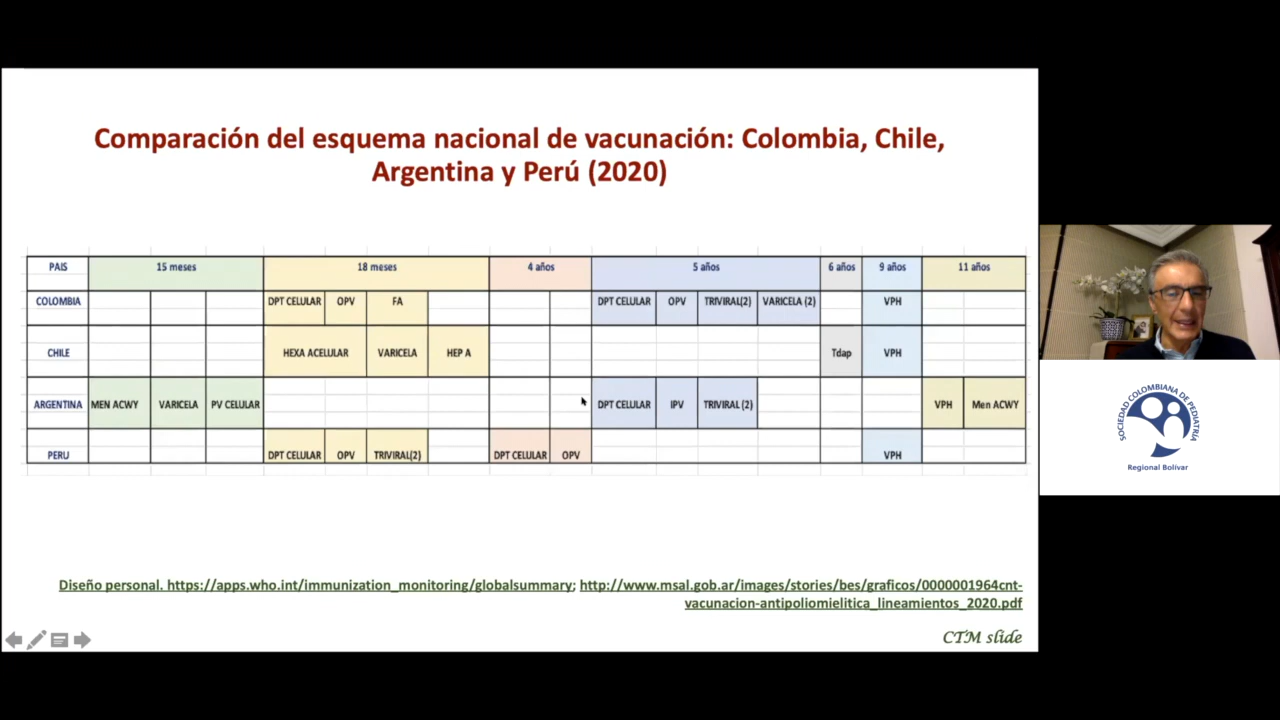 Comparación del esquema nacional de vacunación: Colombia, Chile,
Argentina y Perú (2020)
PAIS 15 meses 18 meses 4 años 5 años 6 años 9 años 11 años
COLOMBIA DPT CELULAR OPV FA DPT CELULAR OPV TRIVIRAL(2) VARICELA (2) VPH
CHILE HEXA ACELULAR VARICELA HEP A Tdap VPH
ARGENTINA MEN ACWY VARICELA PV CELULAR DPT CELULAR IPV TRIVIRAL (2) VPH Men ACWY
PERU DPT CELULAR OPV TRIVIRAL(2) DPT CELULAR OPV VPH
Diseño personal. https://apps.who.int/immunization_monitoring/globalsummary; http://www.msal.gob.ar/images/stories/bes/graficos/0000001964cnt-
vacunacion-antipoliomielitica_lineamientos_2020.pdf
CTM slide
SOCIEDAD COLOMBIANA DE PEDIATRÍA
Regional Bolívar